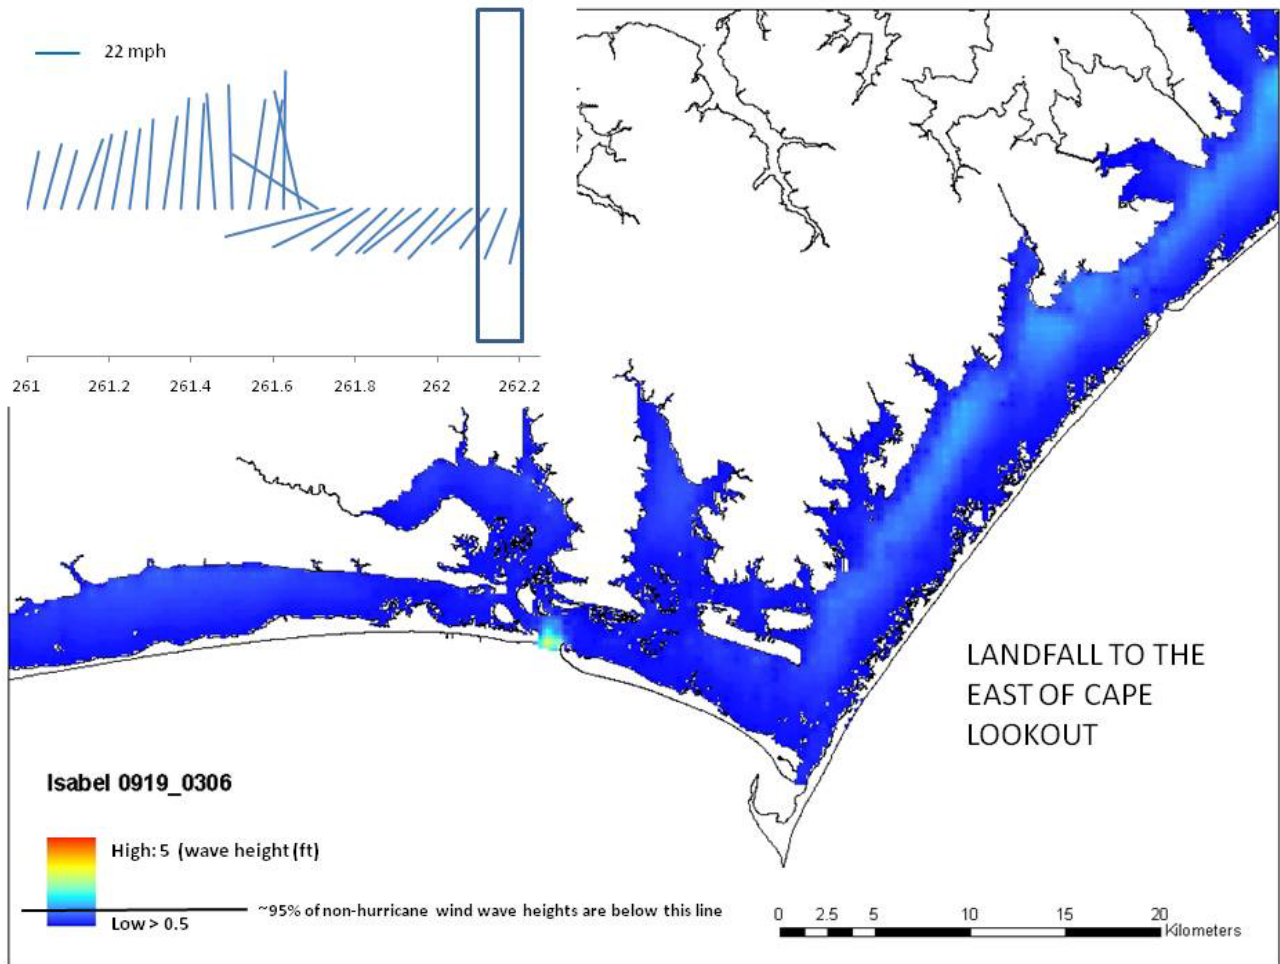 22 mph
261 261.2 261.4 261.6 261.8 262 262.2
LANDFALL TO THE
EAST OF CAPE
LOOKOUT
Isabel 0919_0306
High: 5 (wave height (ft)
~95% of non-hurricane wind wave heights are below this line
Low > 0.5
0 2.5 5 10 15 20
Kilometers